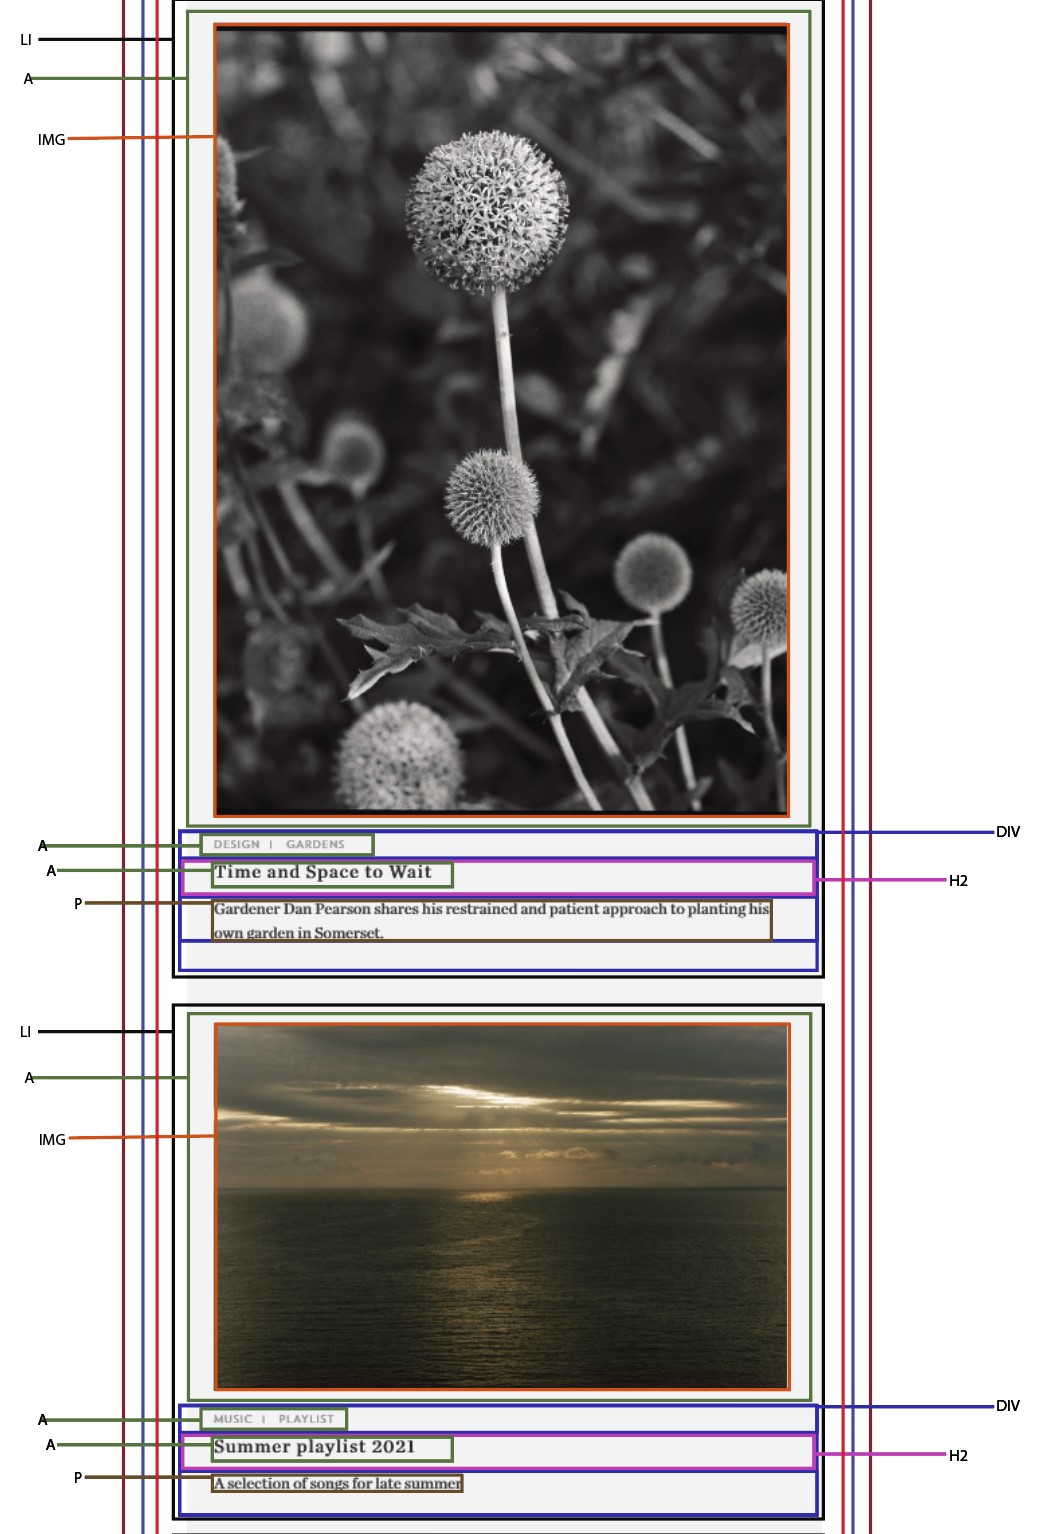 LI
A
IMG
DIV
A DESIGN | GARDENS
A Time and Space to Wait
H2
P Gardener Dan Pearson shares his restrained and patient approach to planting his
own garden in Somerset.
LI
A
IMG
DIV
A MUSIC | PLAYLIST
A Summer playlist 2021
H2
P A selection of songs for late summer